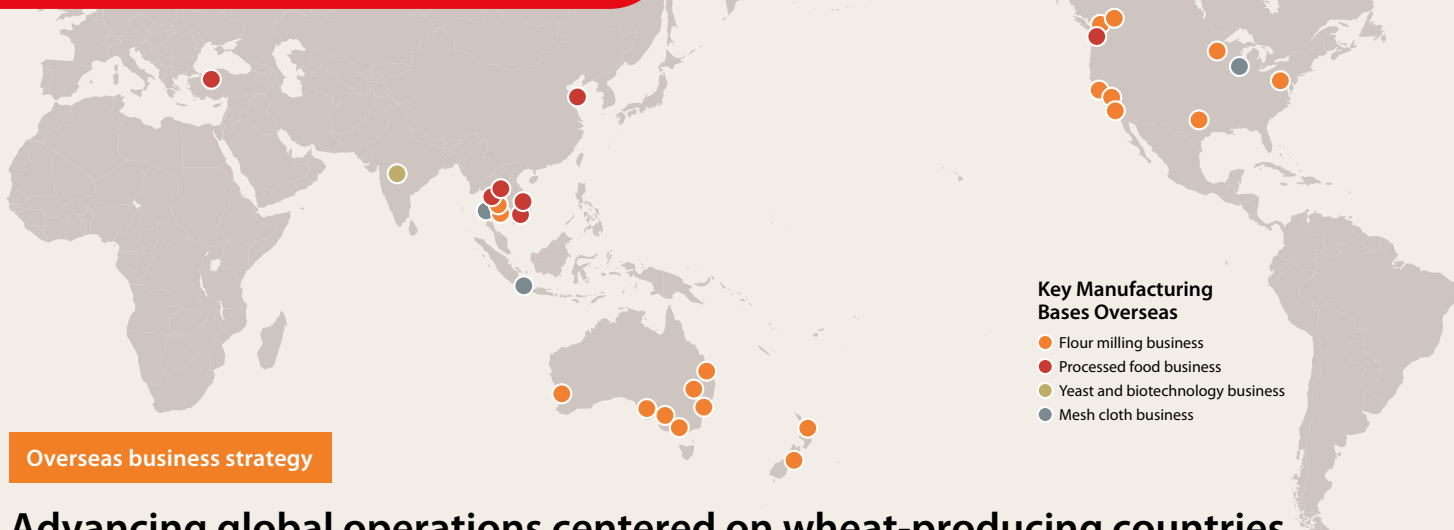 Key Manufacturing
Bases Overseas
Flour milling business
Processed food business
Yeast and biotechnology business
Mesh cloth business
Overseas business strategy
Advancing global operations centered on wheat-producing countries